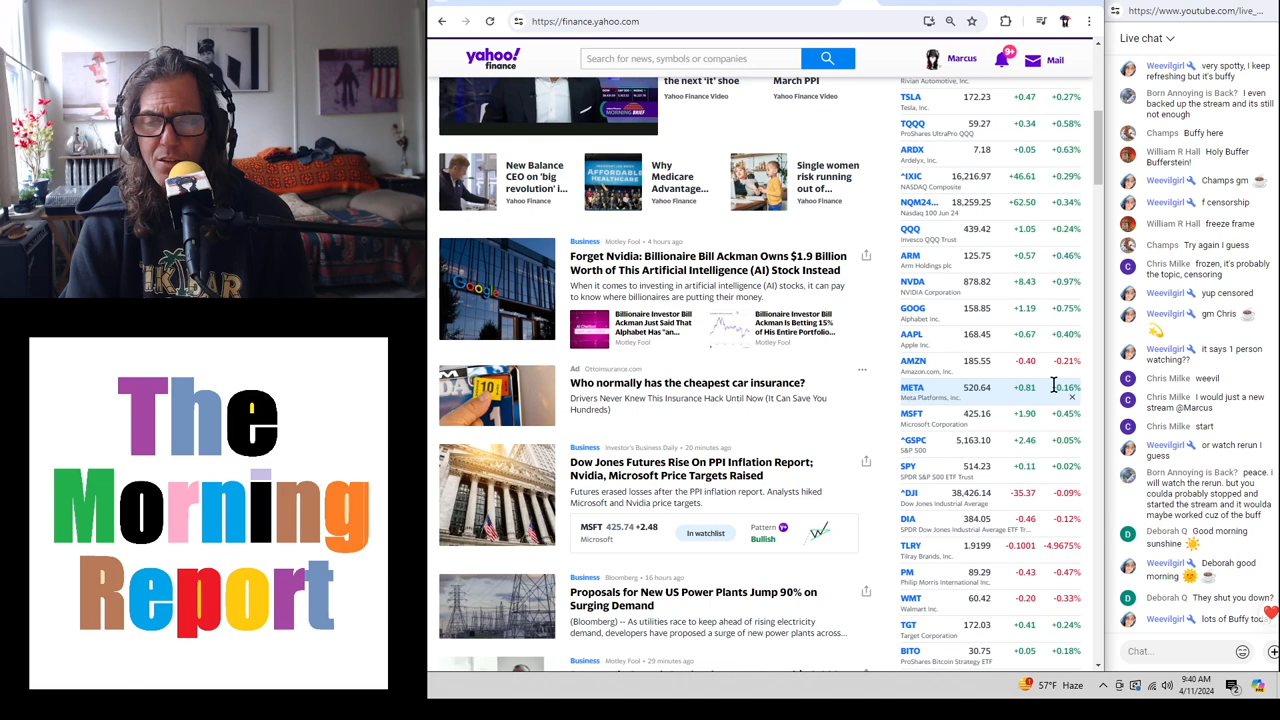 The
Morning
Report
https://finance.yahoo.com
yahoo!
finance
Search for news, symbols or companies
Marcus
9+
Mail
the next 'it' shoe
Yahoo Finance Video
March PPI
Yahoo Finance Video
MORNING BRIEF
New Balance
CEO on 'big
revolution' i...
Yahoo Finance
AFFORDABLE
HEALTHCARE
Why
Medicare
Advantage...
Yahoo Finance
Single women
risk running
out of...
Yahoo Finance
Google
Business Motley Fool • 4 hours ago
Forget Nvidia: Billionaire Bill Ackman Owns $1.9 Billion
Worth of This Artificial Intelligence (AI) Stock Instead
When it comes to investing in artificial intelligence (AI) stocks, it can pay
to know where billionaires are putting their money.
Billionaire Investor Bill
Ackman Just Said That
Alphabet Has "an...
Motley Fool
Billionaire Investor Bill
Ackman Is Betting 15%
of His Entire Portfolio...
Motley Fool
10
Ad Ottoinsurance.com
Who normally has the cheapest car insurance?
Drivers Never Knew This Insurance Hack Until Now (It Can Save You
Hundreds)
Business Investor's Business Daily • 20 minutes ago
Dow Jones Futures Rise On PPI Inflation Report;
Nvidia, Microsoft Price Targets Raised
Futures erased losses after the PPI inflation report. Analysts hiked
Microsoft and Nvidia price targets.
MSFT 425.74 +2.48
Microsoft
In watchlist
Pattern
Bullish
Business Bloomberg • 16 hours ago
Proposals for New US Power Plants Jump 90% on
Surging Demand
(Bloomberg) -- As utilities race to keep ahead of rising electricity
demand, developers have proposed a surge of new power plants across...
Business Motley Fool • 29 minutes ago
Rivian Automotive, Inc.
TSLA 172.23 +0.47 +0.27%
Tesla, Inc.
TQQQ 59.27 +0.34 +0.58%
ProShares UltraPro QQQ
ARDX 7.18 +0.05 +0.63%
Ardelyx, Inc.
^IXIC 16,216.97 +46.61 +0.29%
NASDAQ Composite
NQM24... 18,259.25 +62.50 +0.34%
Nasdaq 100 Jun 24
QQQ 439.42 +1.05 +0.24%
Invesco QQQ Trust
ARM 125.75 +0.57 +0.46%
Arm Holdings plc
NVDA 878.82 +8.43 +0.97%
NVIDIA Corporation
GOOG 158.85 +1.19 +0.75%
Alphabet Inc.
AAPL 168.45 +0.67 +0.40%
Apple Inc.
AMZN 185.55 -0.40 -0.21%
Amazon.com, Inc.
META 520.64 +0.81 +0.16%
Meta Platforms, Inc.
MSFT 425.16 +1.90 +0.45%
Microsoft Corporation
^GSPC 5,163.10 +2.46 +0.05%
S&P 500
SPY 514.23 +0.11 +0.02%
SPDR S&P 500 ETF Trust
^DJI 38,426.14 -35.37 -0.09%
Dow Jones Industrial Average
DIA 384.05 -0.46 -0.12%
SPDR Dow Jones Industrial Average ETF Tr...
TLRY 1.9199 -0.1001 -4.9675%
Tilray Brands, Inc.
PM 89.29 -0.43 -0.47%
Philip Morris International Inc.
WMT 60.42 -0.20 -0.33%
Walmart Inc.
TGT 172.03 +0.41 +0.24%
Target Corporation
BITO 30.75 +0.05 +0.18%
ProShares Bitcoin Strategy ETF
https://www.youtube.com/live_...
Live chat
Weevilgirl very spotty, I keep
refreshing but it's buffy
Born Annoying is Back? I even
backed up the stream and its still
not enough
Champs Buffy here
William R Hall Holy Buffer
Bufferstein!
Weevilgirl Champs gm
Weevilgirl f censorship
William R Hall freeze frame
Champs Try again I guess
Chris Milke frozen, it's probably
the topic, censoring
Weevilgirl yup censored
Weevilgirl gm Chris
Weevilgirl it says 1 person
watching??
Chris Milke weevil
Chris Milke I would just a new
stream @Marcus
Chris Milke start
Weevilgirl or watch rerun I
guess
Born Annoying is Back? peace. i
will watch the rerun. but you
coulda probably stopped and
started the stream and it woulda
maybe worked cuz of the buff
Deborah Q Good morning
sunshine
Weevilgirl Deborah good
morning
Deborah Q They shut you down?
Weevilgirl lots of Buffy tod
Chat...
57°F Haze
9:40 AM
4/11/2024
2